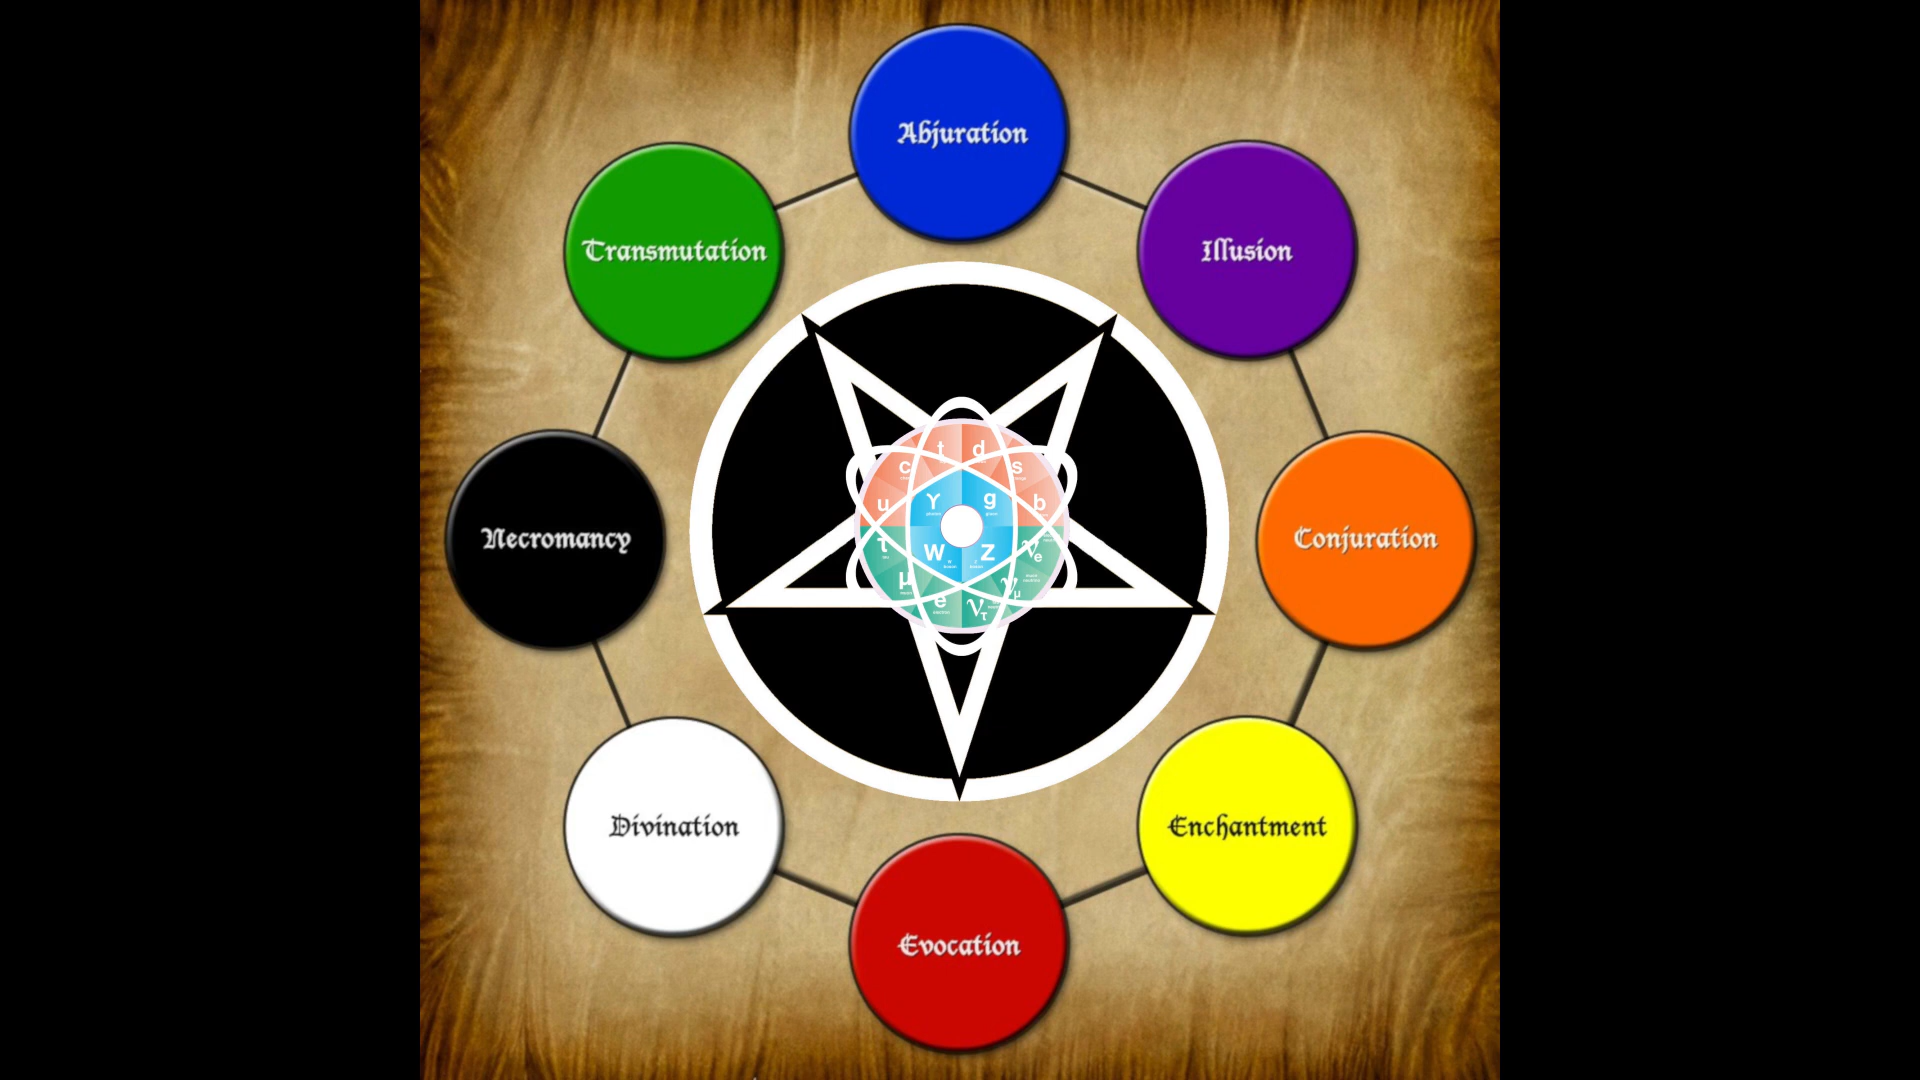 Abjuration
Transmutation
Illusion
t d
c s
u γ g b
Necromancy
Conjuration
τ W Z νe
μ νμ
e ντ
Divination
Enchantment
Evocation